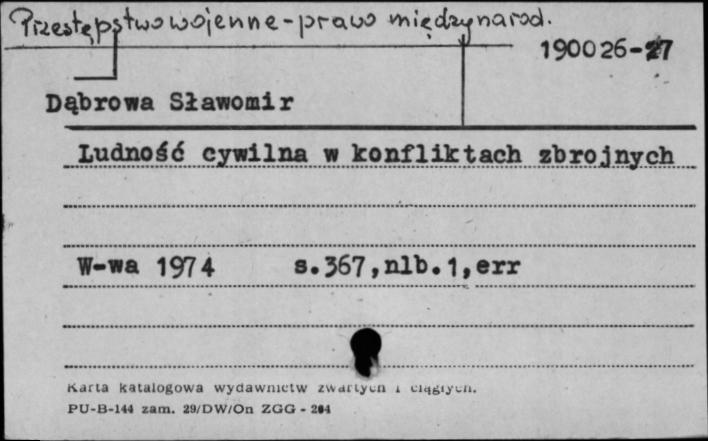 Przestępstwo wojenne - prawo międzynarod.
190026-27
Dąbrowa Sławomir
Ludność cywilna w konfliktach zbrojnych
W-wa 1974 s.367,nlb.1,err
Karta katalogowa wydawnictw zwartych i ciągłych.
PU-B-144 zam. 29/DW/On ZGG - 204